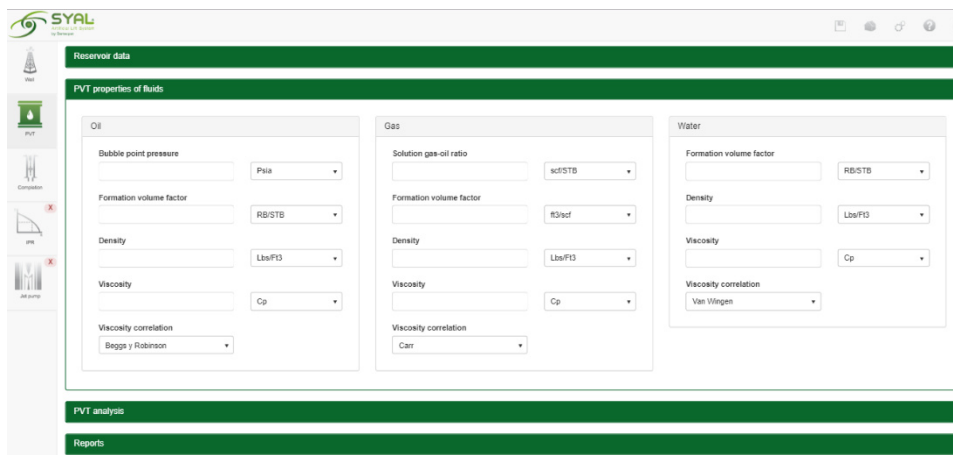 SYAL
Well
PVT
Completion
X
IPR
X
Jet pump
Reservoir data
PVT properties of fluids
Oil
Bubble point pressure
Psia
Formation volume factor
RB/STB
Density
Lbs/Ft3
Viscosity
Cp
Viscosity correlation
Beggs y Robinson
Gas
Solution gas-oil ratio
scf/STB
Formation volume factor
ft3/scf
Density
Lbs/Ft3
Viscosity
Cp
Viscosity correlation
Carr
Water
Formation volume factor
RB/STB
Density
Lbs/Ft3
Viscosity
Cp
Viscosity correlation
Van Wingen
PVT analysis
Reports